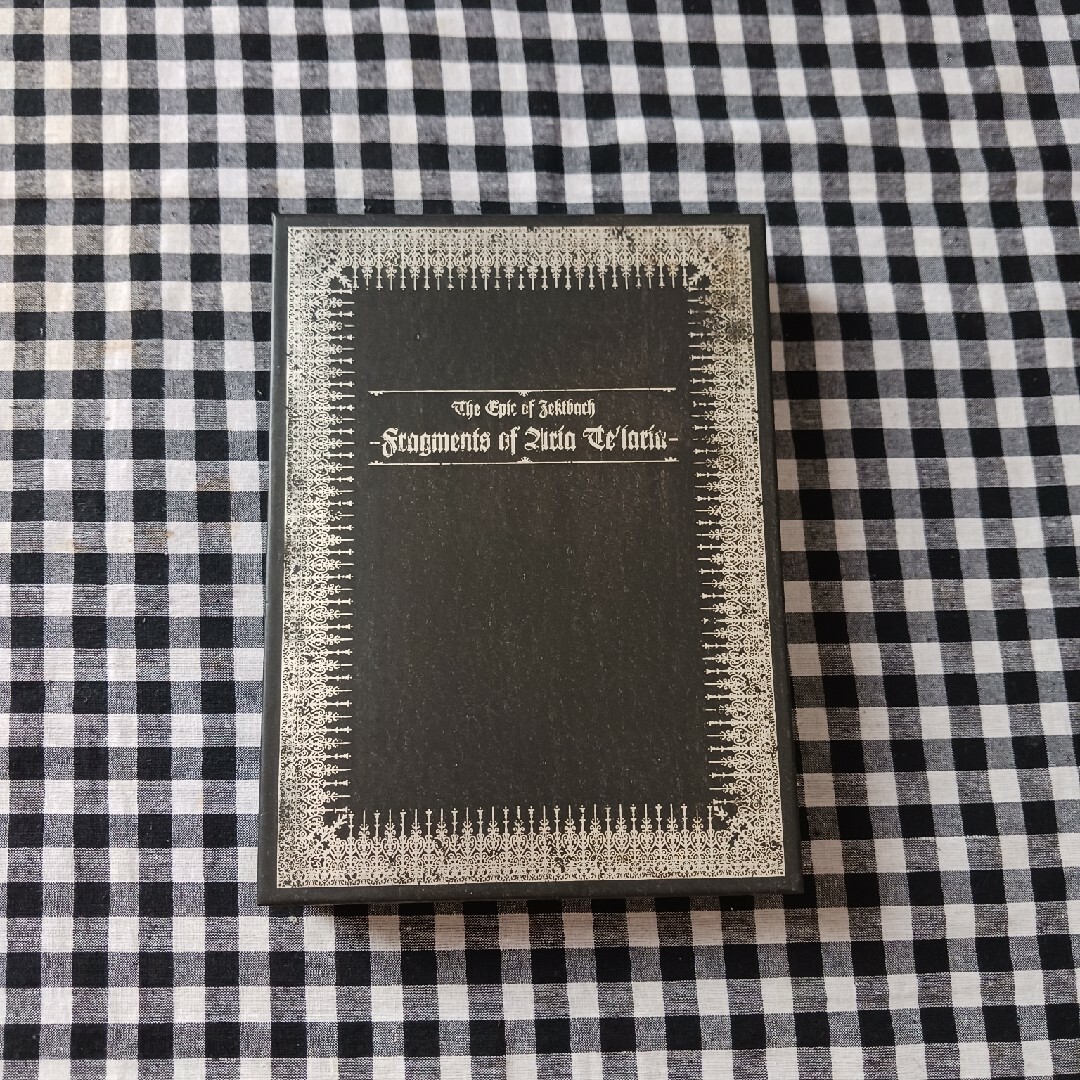 The Epic of Zektbach
-Fragments of Aria Te'laria-